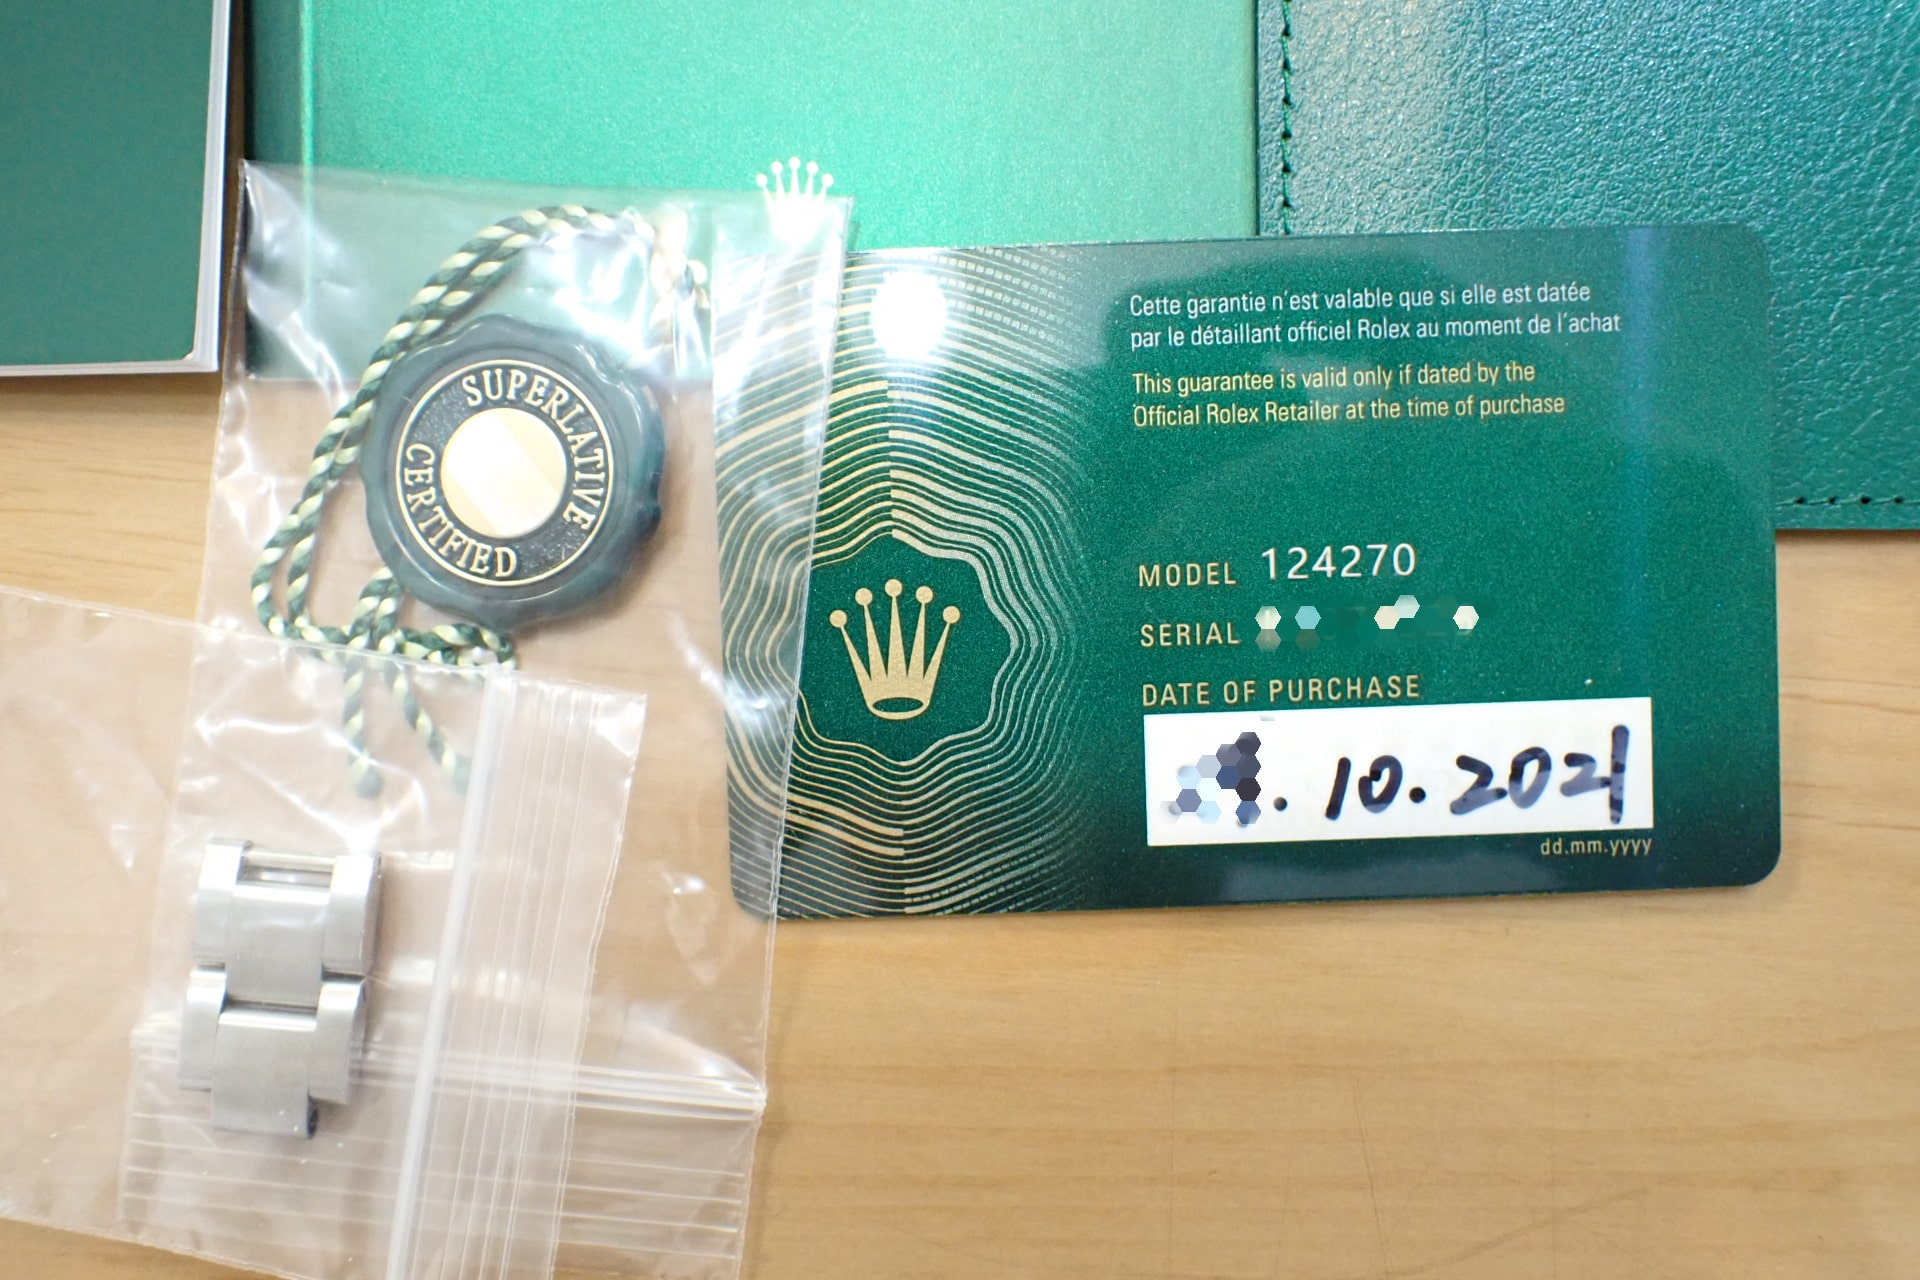 SUPERLATIVE
CERTIFIED
Cette garantie n'est valable que si elle est datée
par le détaillant officiel Rolex au moment de l'achat
This guarantee is valid only if dated by the
Official Rolex Retailer at the time of purchase
MODEL 124270
SERIAL
DATE OF PURCHASE
. 10. 2021
dd.mm.yyyy